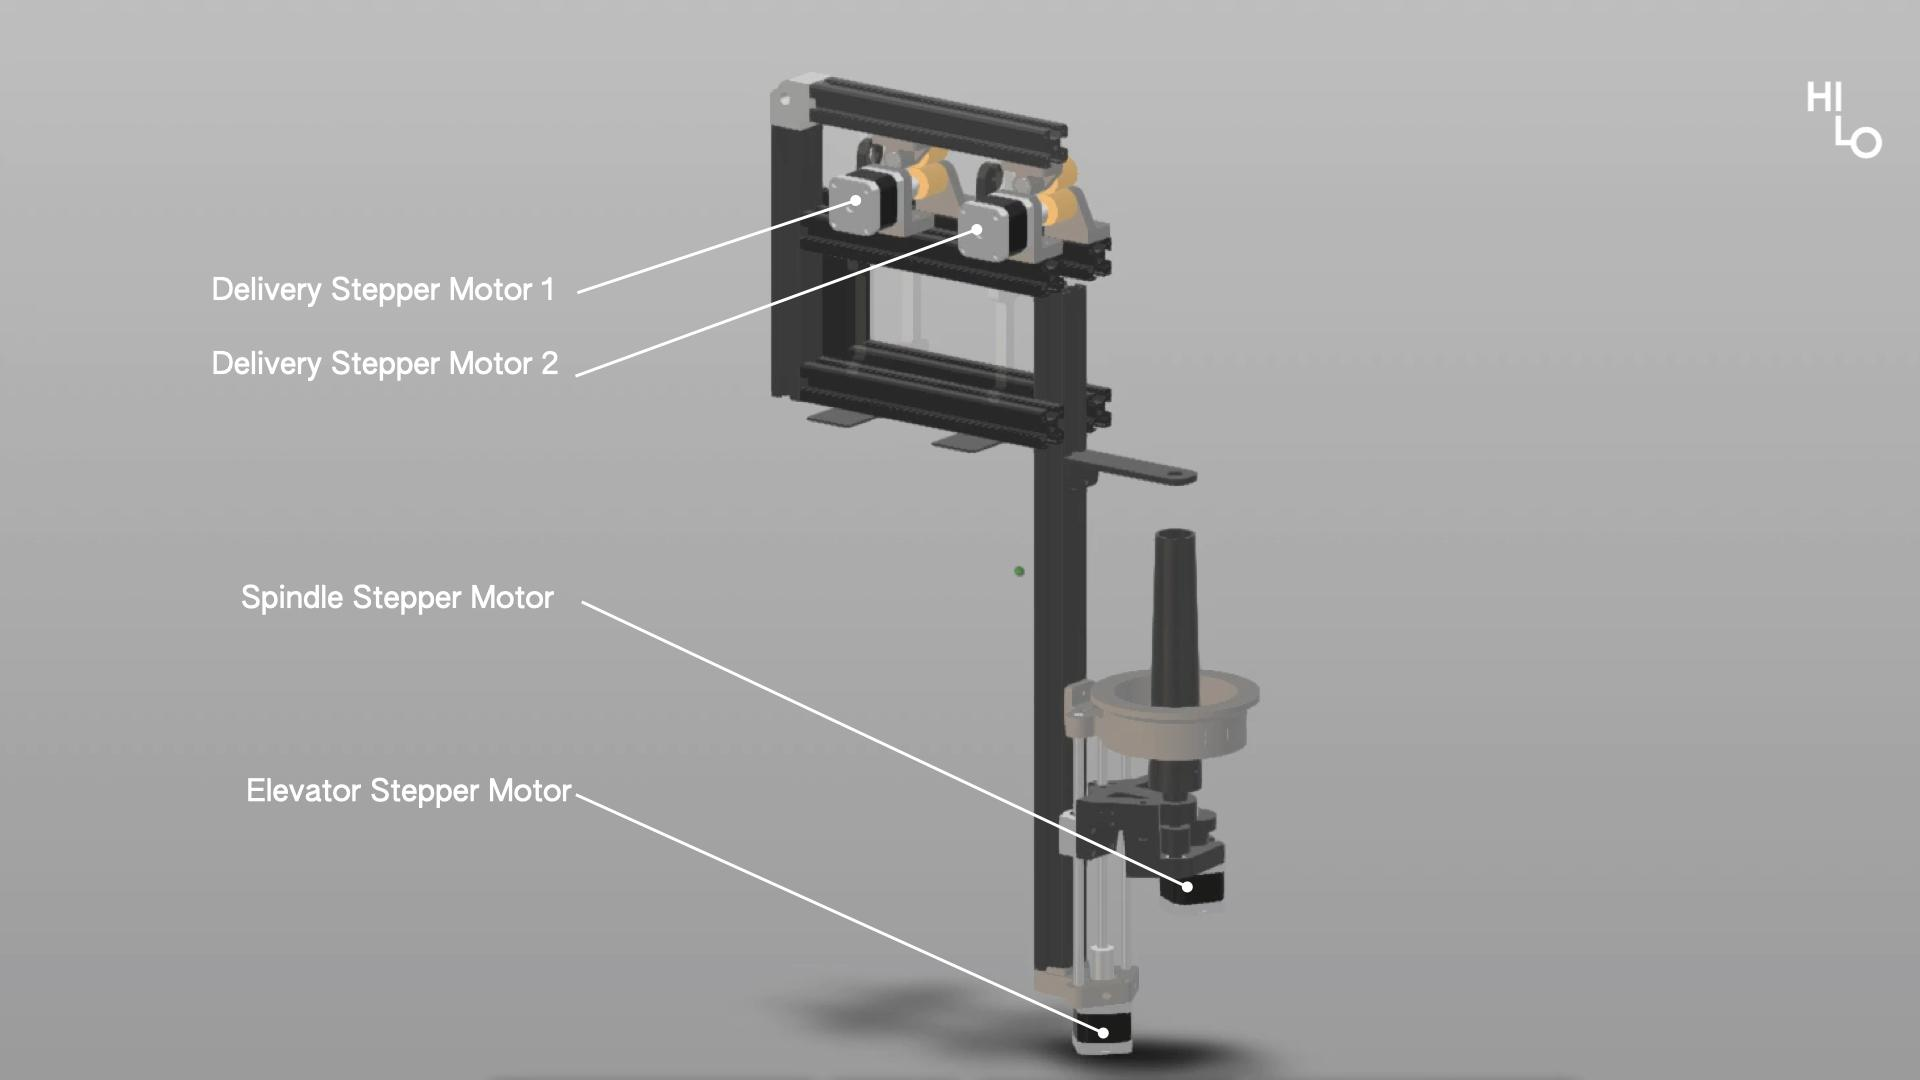 HI
LO
Delivery Stepper Motor 1
Delivery Stepper Motor 2
Spindle Stepper Motor
Elevator Stepper Motor